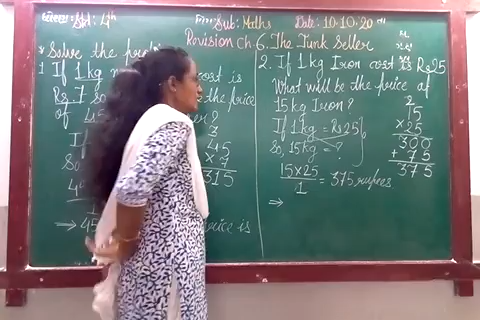 Std: 4th Sub: Maths Date: 10.10.20
Revision Ch-6. The Junk Seller
* Solve the
1 If 1 kg cost is
Rs. 7 the price
of 45 ?
If
So
3
45
× 7
315
⇒ 45 price is
2. If 1 kg Iron cost is Rs 25
What will be the price of
15 kg Iron?
If 1 kg = Rs 25
So, 15 kg = ?
15 × 25
1
= 375 rupees.
⇒
2
15
× 25
300
+ 75
375